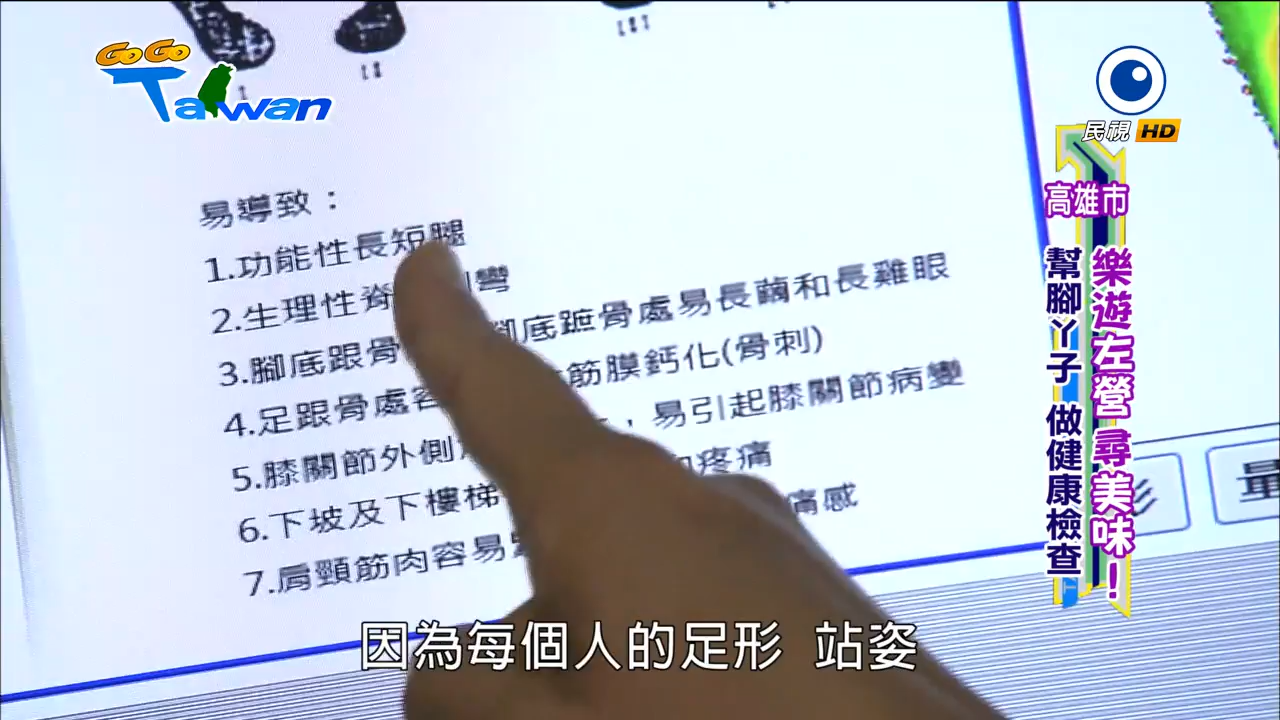 GoGo
Taiwan
民視 HD
高雄市
樂遊左營 尋美味！
幫腳丫子 做健康檢查
易導致：
1.功能性長短腿
2.生理性脊 側彎
3.腳底跟骨 腳底蹠骨處易長繭和長雞眼
4.足跟骨處容 筋膜鈣化(骨刺)
5.膝關節外側 ，易引起膝關節病變
6.下坡及下樓梯 疼痛
7.肩頸筋肉容易 痛感
量
因為每個人的足形 站姿